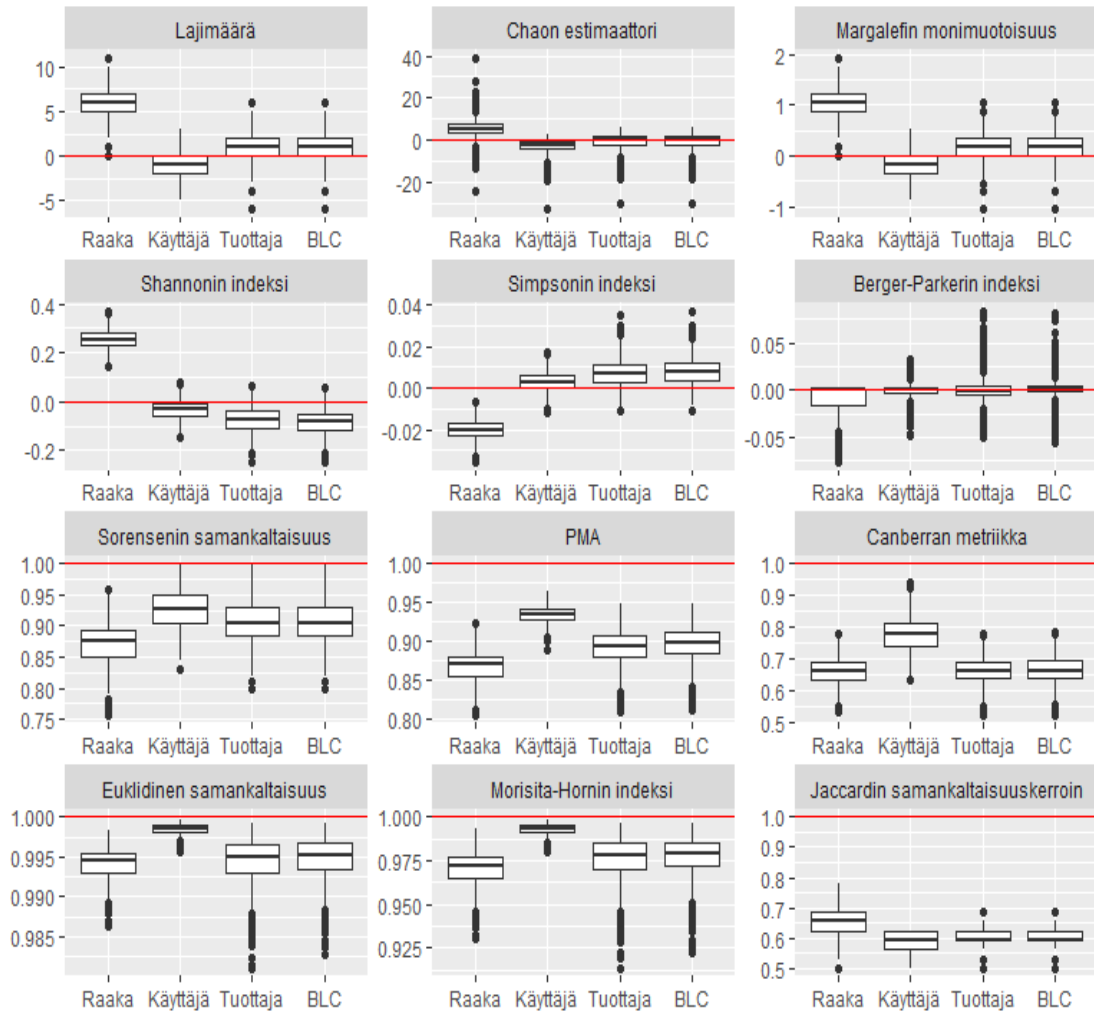 Lajimäärä
10
5
0
-5
Raaka Käyttäjä Tuottaja BLC
Chaon estimaattori
40
20
0
-20
Raaka Käyttäjä Tuottaja BLC
Margalefin monimuotoisuus
2
1
0
-1
Raaka Käyttäjä Tuottaja BLC
Shannonin indeksi
0.4
0.2
0.0
-0.2
Raaka Käyttäjä Tuottaja BLC
Simpsonin indeksi
0.04
0.02
0.00
-0.02
Raaka Käyttäjä Tuottaja BLC
Berger-Parkerin indeksi
0.05
0.00
-0.05
Raaka Käyttäjä Tuottaja BLC
Sorensenin samankaltaisuus
1.00
0.95
0.90
0.85
0.80
0.75
Raaka Käyttäjä Tuottaja BLC
PMA
1.00
0.95
0.90
0.85
0.80
Raaka Käyttäjä Tuottaja BLC
Canberran metriikka
1.0
0.9
0.8
0.7
0.6
0.5
Raaka Käyttäjä Tuottaja BLC
Euklidinen samankaltaisuus
1.000
0.995
0.990
0.985
Raaka Käyttäjä Tuottaja BLC
Morisita-Hornin indeksi
1.000
0.975
0.950
0.925
Raaka Käyttäjä Tuottaja BLC
Jaccardin samankaltaisuuskerroin
1.0
0.9
0.8
0.7
0.6
0.5
Raaka Käyttäjä Tuottaja BLC